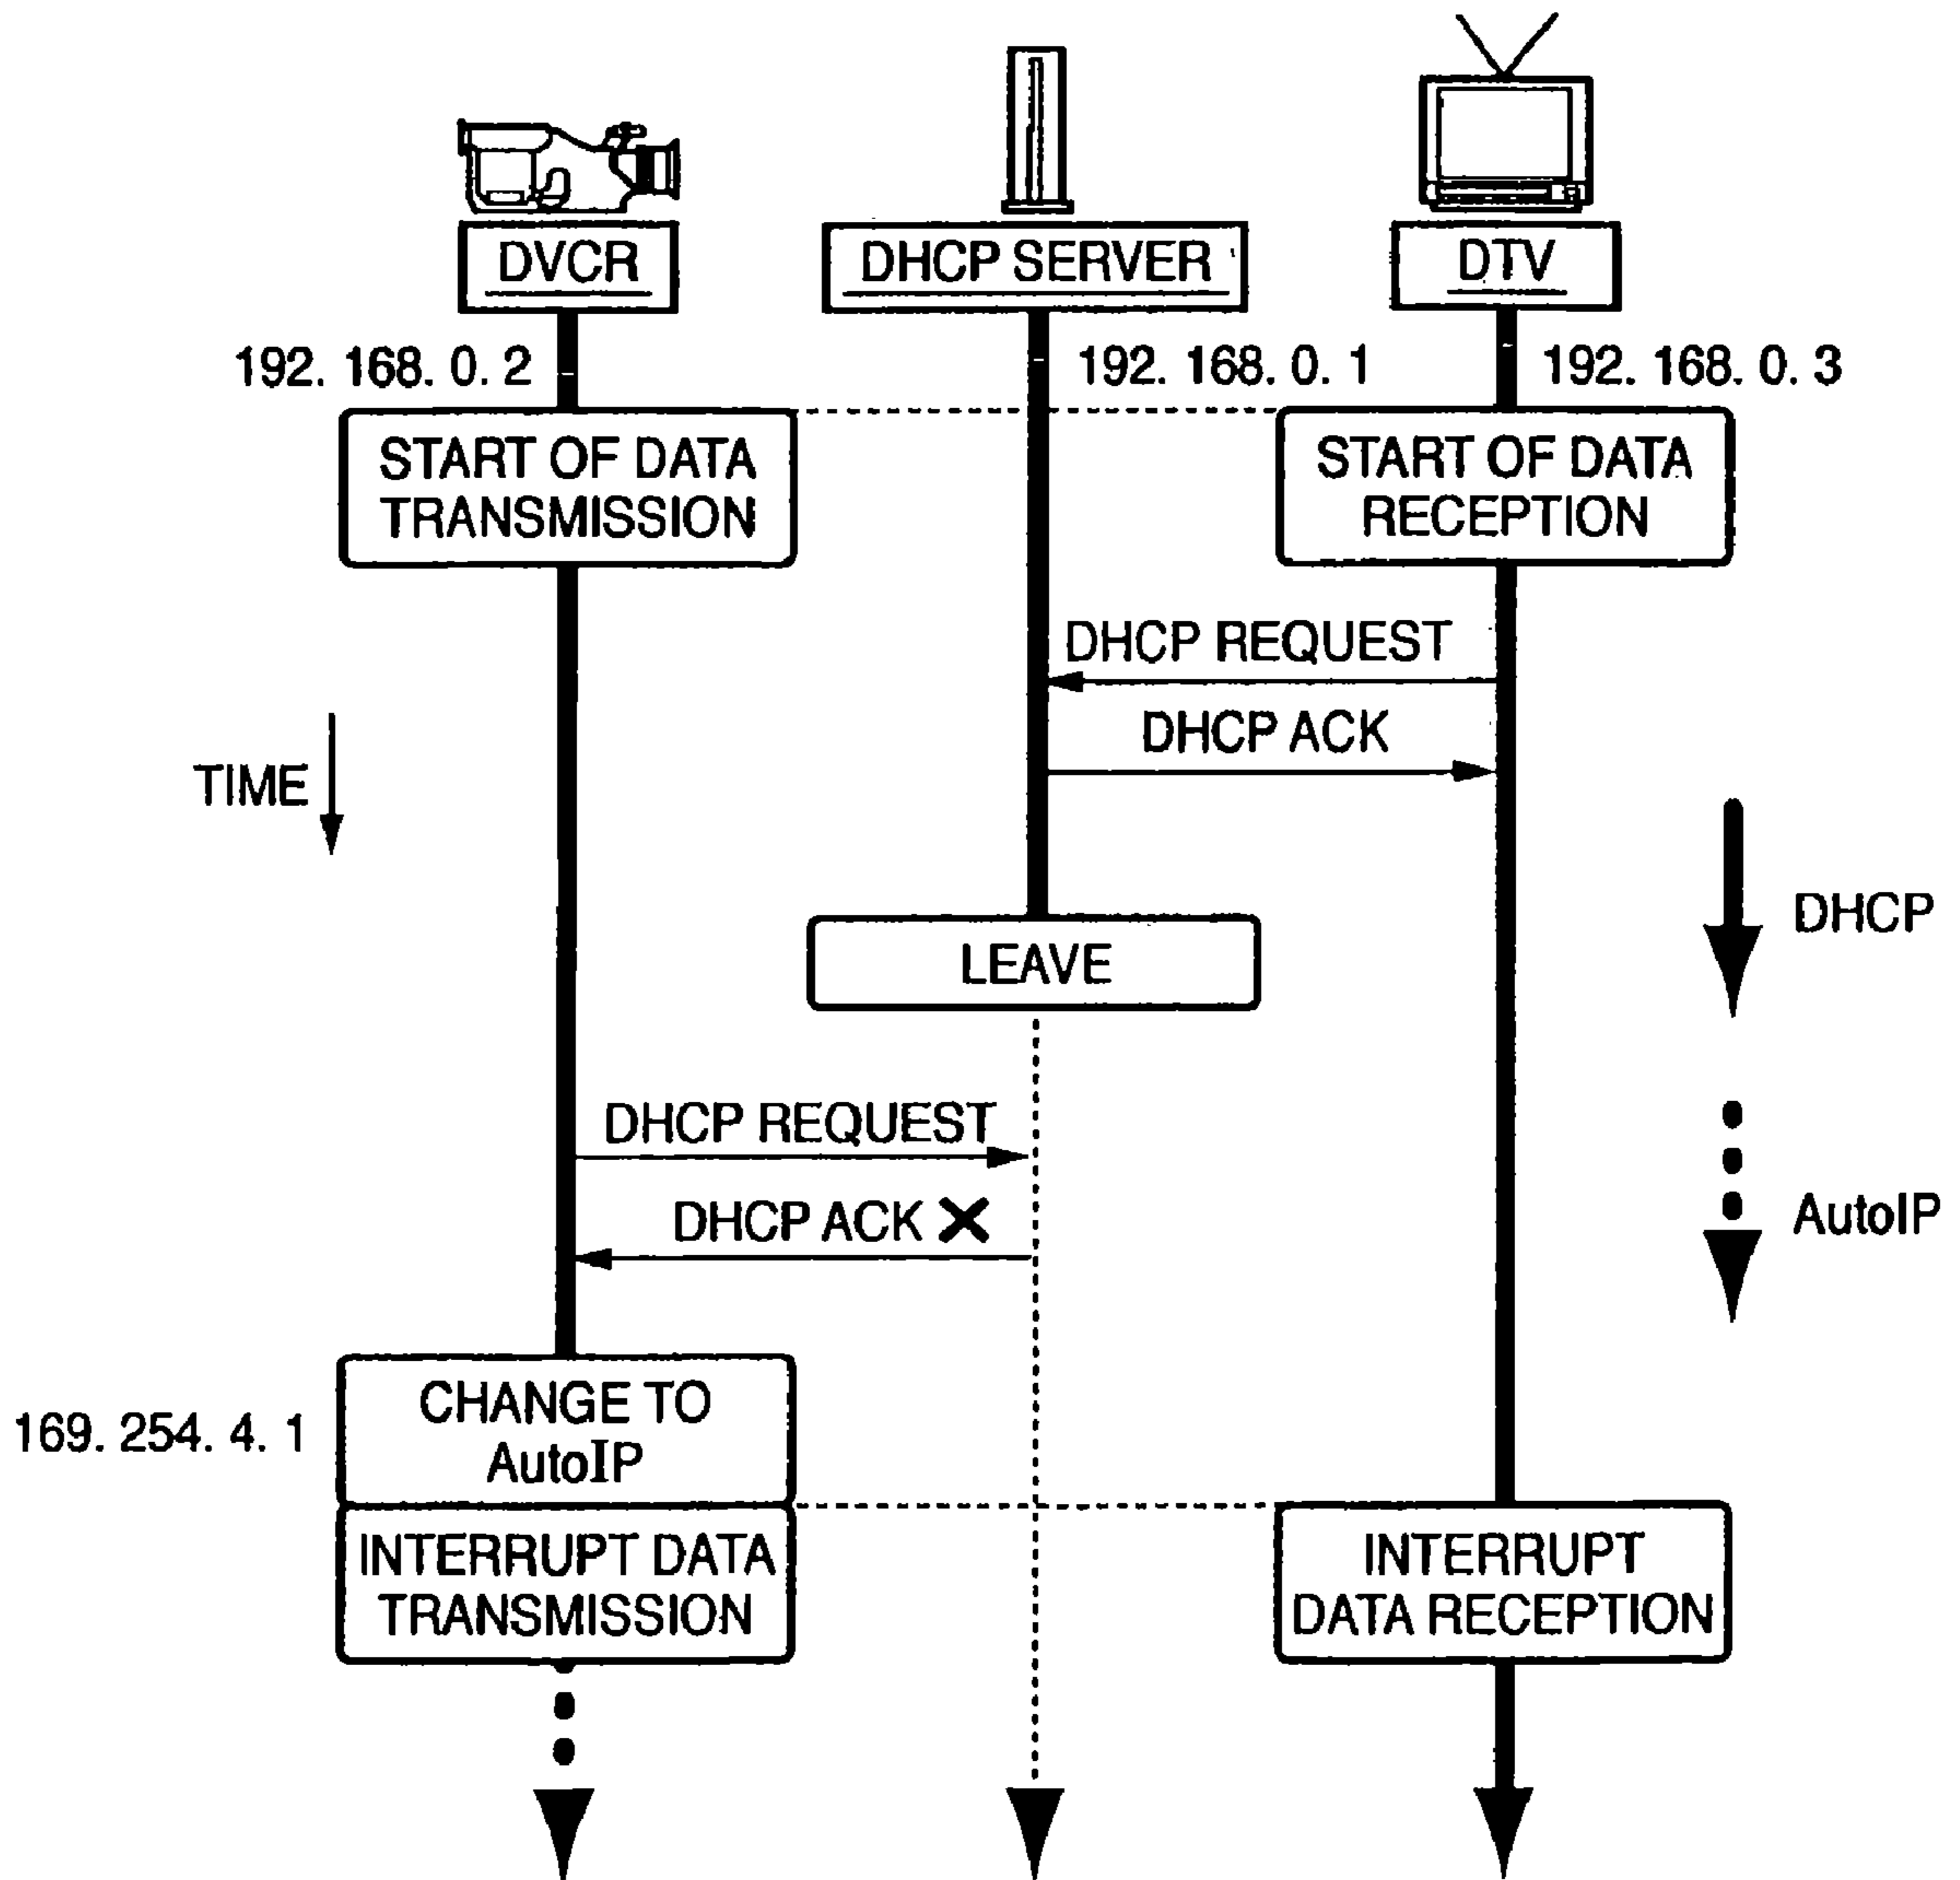 DVCR
DHCP SERVER
DTV
192. 168. 0. 2
192. 168. 0. 1
192. 168. 0. 3
START OF DATA
TRANSMISSION
START OF DATA
RECEPTION
DHCP REQUEST
DHCP ACK
TIME
DHCP
LEAVE
DHCP REQUEST
DHCP ACK
AutoIP
CHANGE TO
AutoIP
169. 254. 4. 1
INTERRUPT DATA
TRANSMISSION
INTERRUPT
DATA RECEPTION